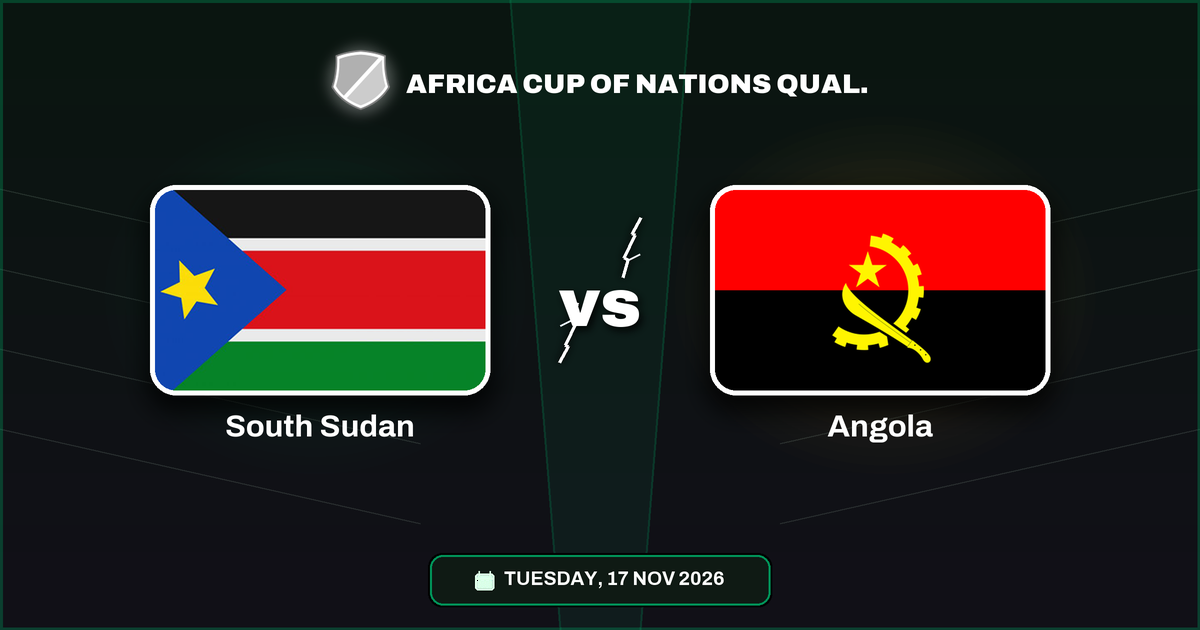 AFRICA CUP OF NATIONS QUAL.
VS
South Sudan
Angola
TUESDAY, 17 NOV 2026